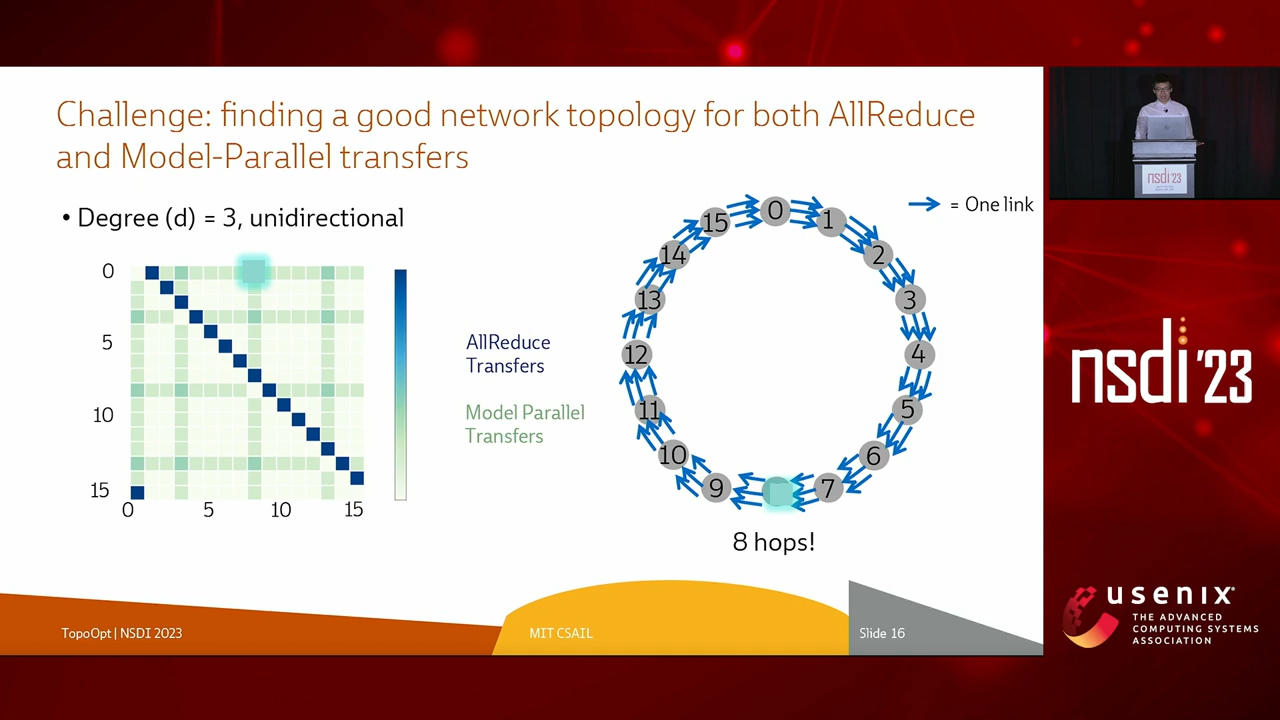 Challenge: finding a good network topology for both AllReduce
and Model-Parallel transfers
• Degree (d) = 3, unidirectional
0
5
10
15
0 5 10 15
AllReduce
Transfers
Model Parallel
Transfers
= One link
0
1
2
3
4
5
6
7
9
10
11
12
13
14
15
8 hops!
TopoOpt | NSDI 2023
MIT CSAIL
Slide 16
nsdi '23
nsdi '23
usenix
THE ADVANCED
COMPUTING SYSTEMS
ASSOCIATION